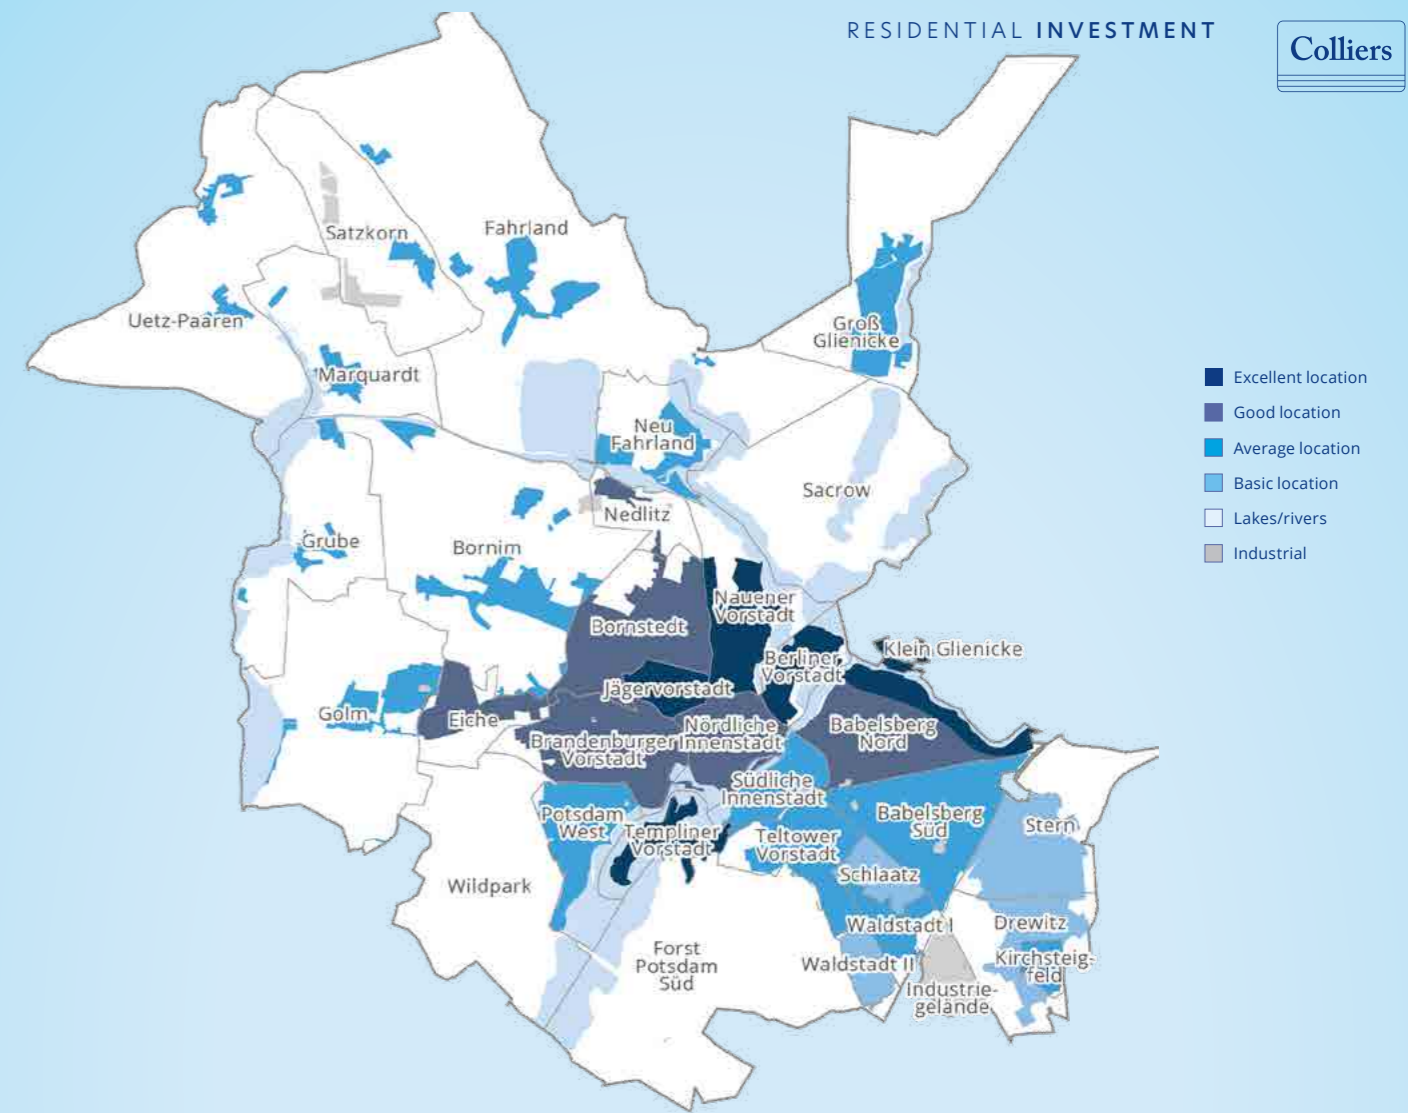 RESIDENTIAL INVESTMENT
Colliers
Satzkorn
Fahrland
Uetz-Paaren
Groß
Glienicke
Marquardt
Neu
Fahrland
Sacrow
Nedlitz
Grube
Bornim
Nauener
Vorstadt
Bornstedt
Berliner
Vorstadt
Klein Glienicke
Jägervorstadt
Golm
Eiche
Nördliche
Innenstadt
Babelsberg
Nord
Brandenburger
Vorstadt
Südliche
Innenstadt
Potsdam
West
Templiner
Vorstadt
Teltower
Vorstadt
Babelsberg
Süd
Stern
Schlaatz
Wildpark
Waldstadt I
Drewitz
Forst
Potsdam
Süd
Waldstadt II
Kirchsteig-
feld
Industrie-
gelände
Excellent location
Good location
Average location
Basic location
Lakes/rivers
Industrial